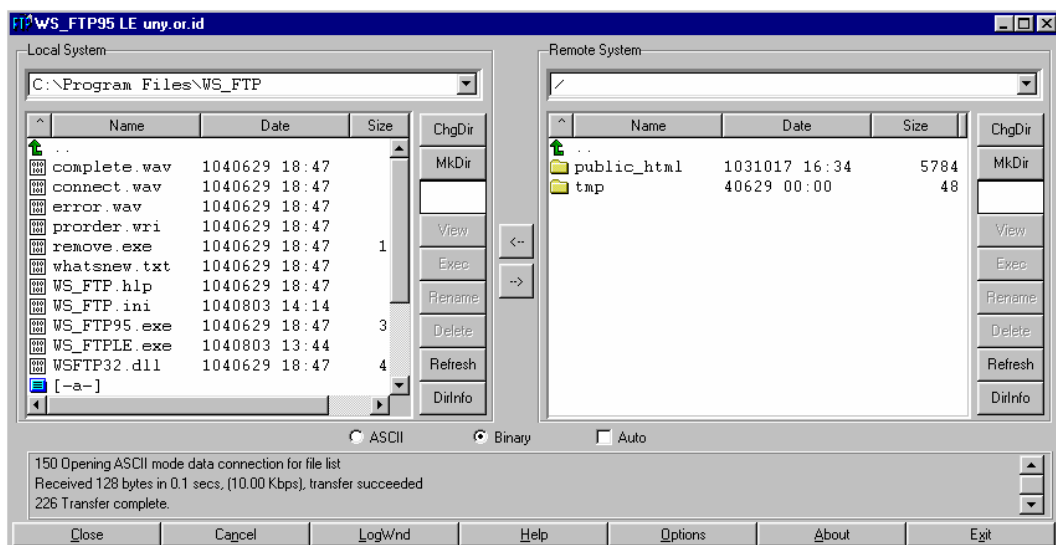 WS_FTP95 LE uny.or.id
Local System
C:\Program Files\WS_FTP
^ Name Date Size
..
complete.wav 1040629 18:47
connect.wav 1040629 18:47
error.wav 1040629 18:47
prorder.wri 1040629 18:47
remove.exe 1040629 18:47 1
whatsnew.txt 1040629 18:47
WS_FTP.hlp 1040629 18:47
WS_FTP.ini 1040803 14:14
WS_FTP95.exe 1040629 18:47 3
WS_FTPLE.exe 1040803 13:44
WSFTP32.dll 1040629 18:47 4
[-a-]
ChgDir
MkDir
View
Exec
Rename
Delete
Refresh
DirInfo
<--
-->
Remote System
/
^ Name Date Size
..
public_html 1031017 16:34 5784
tmp 40629 00:00 48
ChgDir
MkDir
View
Exec
Rename
Delete
Refresh
DirInfo
ASCII Binary Auto
150 Opening ASCII mode data connection for file list
Received 128 bytes in 0.1 secs, (10.00 Kbps), transfer succeeded
226 Transfer complete.
Close Cancel LogWnd Help Options About Exit